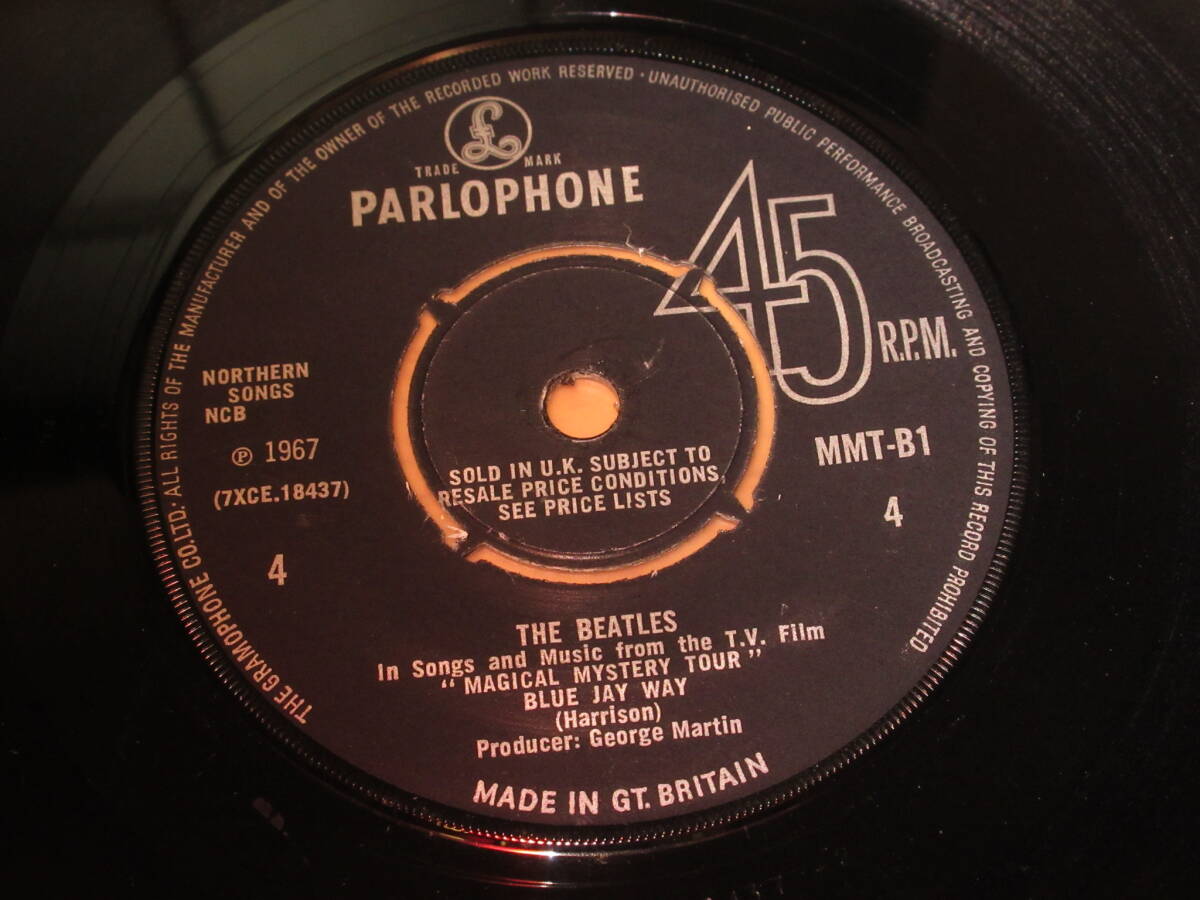 THE GRAMOPHONE CO. LTD. ALL RIGHTS OF THE MANUFACTURER AND OF THE OWNER OF THE RECORDED WORK RESERVED · UNAUTHORISED PUBLIC PERFORMANCE BROADCASTING AND COPYING OF THIS RECORD PROHIBITED
£
TRADE MARK
PARLOPHONE
45
R.P.M.
NORTHERN
SONGS
NCB
℗ 1967
(7XCE.18437)
4
SOLD IN U.K. SUBJECT TO
RESALE PRICE CONDITIONS,
SEE PRICE LISTS
MMT-B1
4
THE BEATLES
In Songs and Music from the T.V. Film
"MAGICAL MYSTERY TOUR"
BLUE JAY WAY
(Harrison)
Producer: George Martin
MADE IN GT. BRITAIN